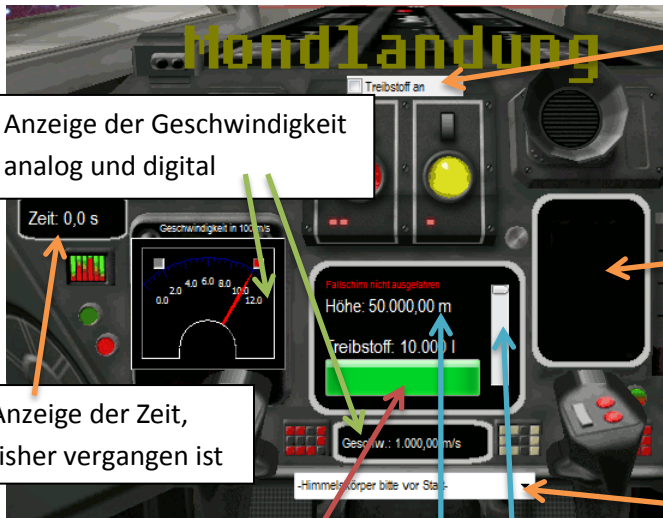 Mondlandung
Treibstoff an
Anzeige der Geschwindigkeit
analog und digital
Zeit: 0,0 s
Geschwindigkeit in 100m/s
0.0 2.0 4.0 6.0 8.0 10.0 12.0
Fallschirm nicht ausgefahren
Höhe: 50.000,00 m
Treibstoff: 10.000 l
Anzeige der Zeit,
isher vergangen ist
Geschw.: 1.000,00 m/s
-Himmelskörper bitte vor Start-